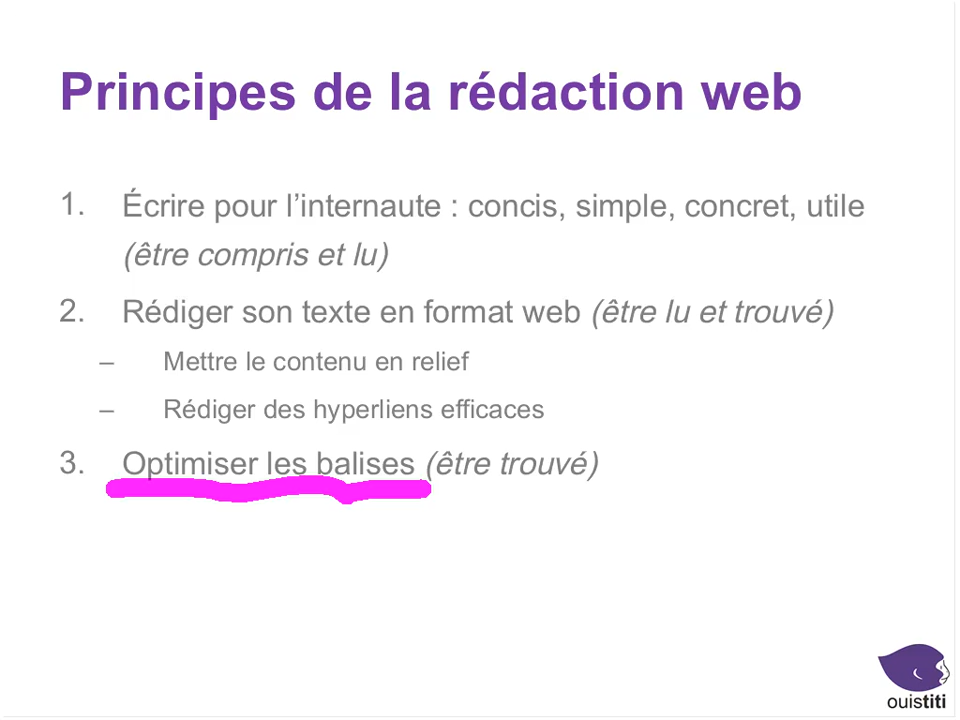 Principes de la rédaction web
1. Écrire pour l’internaute : concis, simple, concret, utile
(être compris et lu)
2. Rédiger son texte en format web (être lu et trouvé)
– Mettre le contenu en relief
– Rédiger des hyperliens efficaces
3. Optimiser les balises (être trouvé)
ouistiti